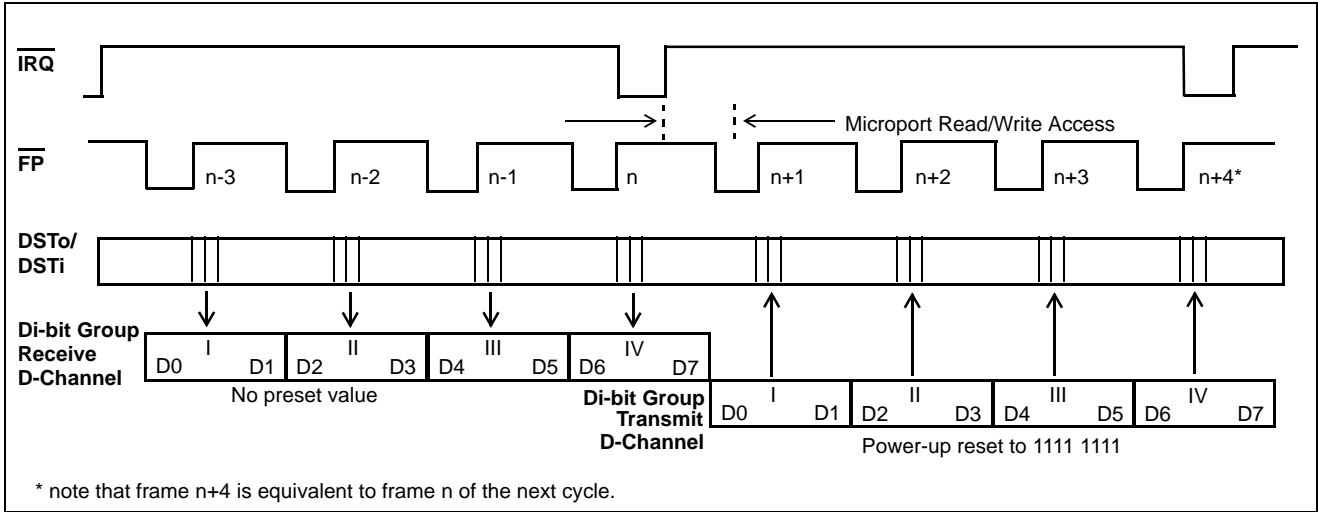 IRQ
Microport Read/Write Access
FP
n-3 n-2 n-1 n n+1 n+2 n+3 n+4*
DSTo/
DSTi
Di-bit Group
Receive
D-Channel
I II III IV
D0 D1 D2 D3 D4 D5 D6 D7
No preset value
Di-bit Group
Transmit
D-Channel
I II III IV
D0 D1 D2 D3 D4 D5 D6 D7
Power-up reset to 1111 1111
* note that frame n+4 is equivalent to frame n of the next cycle.